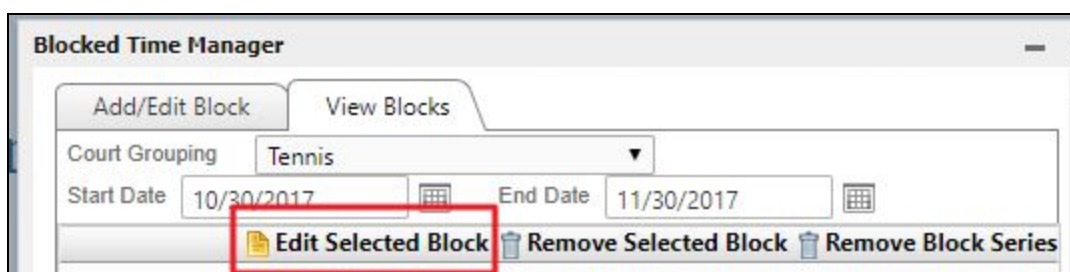 Blocked Time Manager
Add/Edit Block View Blocks
Court Grouping Tennis
Start Date 10/30/2017 End Date 11/30/2017
Edit Selected Block Remove Selected Block Remove Block Series